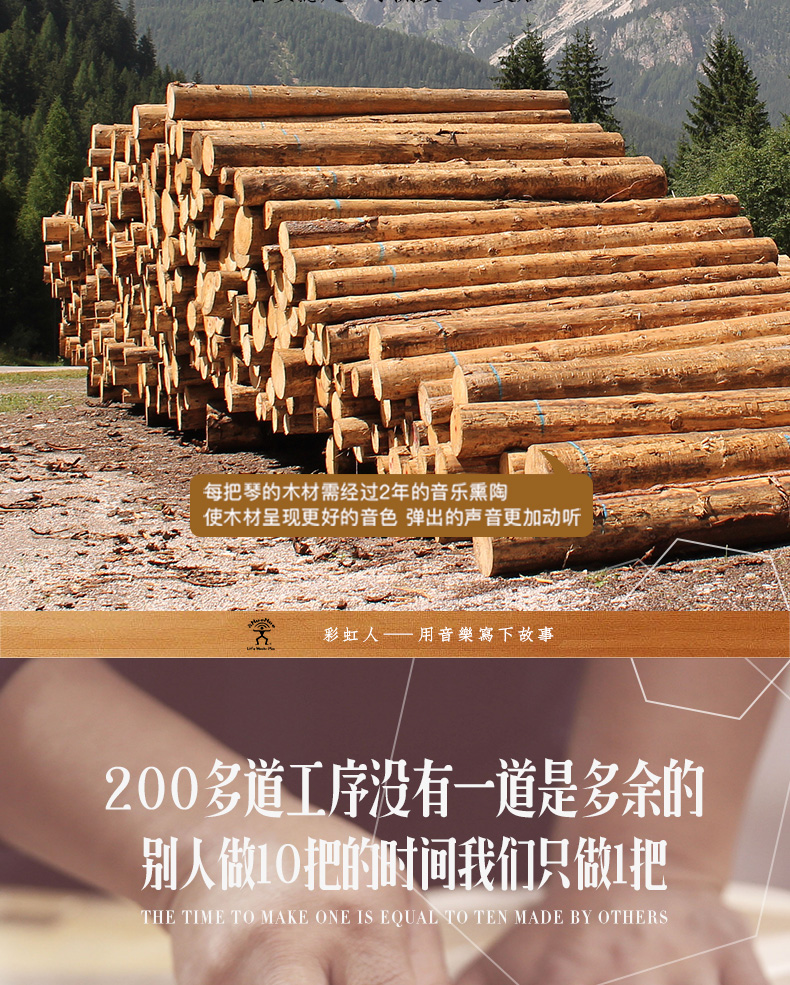 每把琴的木材需经过2年的音乐熏陶
使木材呈现更好的音色 弹出的声音更加动听
彩虹人——用音樂寫下故事
200多道工序没有一道是多余的
别人做10把的时间我们只做1把
THE TIME TO MAKE ONE IS EQUAL TO TEN MADE BY OTHERS